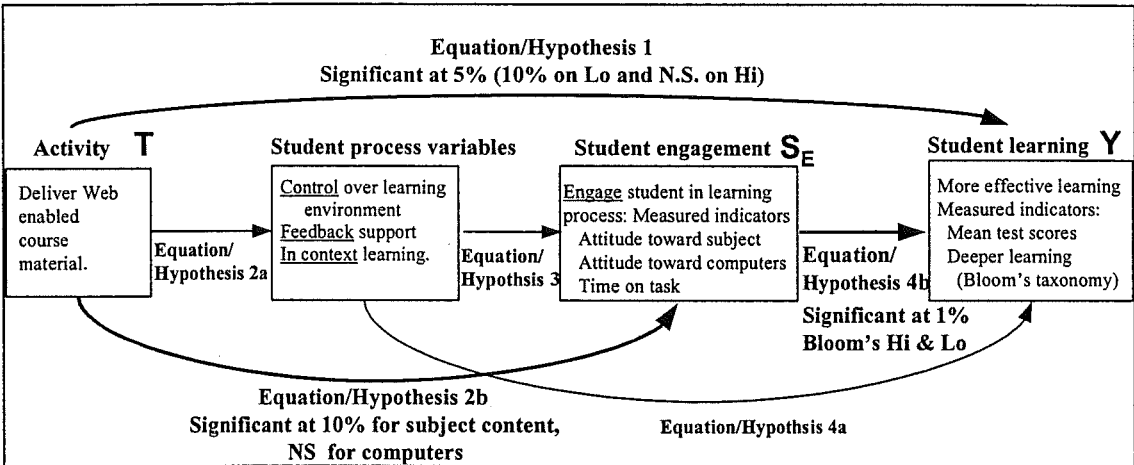 Equation/Hypothesis 1
Significant at 5% (10% on Lo and N.S. on Hi)
Activity T
Deliver Web
enabled
course
material.
Equation/
Hypothesis 2a
Student process variables
Control over learning
environment
Feedback support
In context learning.
Equation/
Hypothsis 3
Student engagement SE
Engage student in learning
process: Measured indicators
Attitude toward subject
Attitude toward computers
Time on task
Equation/
Hypothesis 4b
Significant at 1%
Bloom's Hi & Lo
Student learning Y
More effective learning
Measured indicators:
Mean test scores
Deeper learning
(Bloom's taxonomy)
Equation/Hypothesis 2b
Significant at 10% for subject content,
NS for computers
Equation/Hypothsis 4a